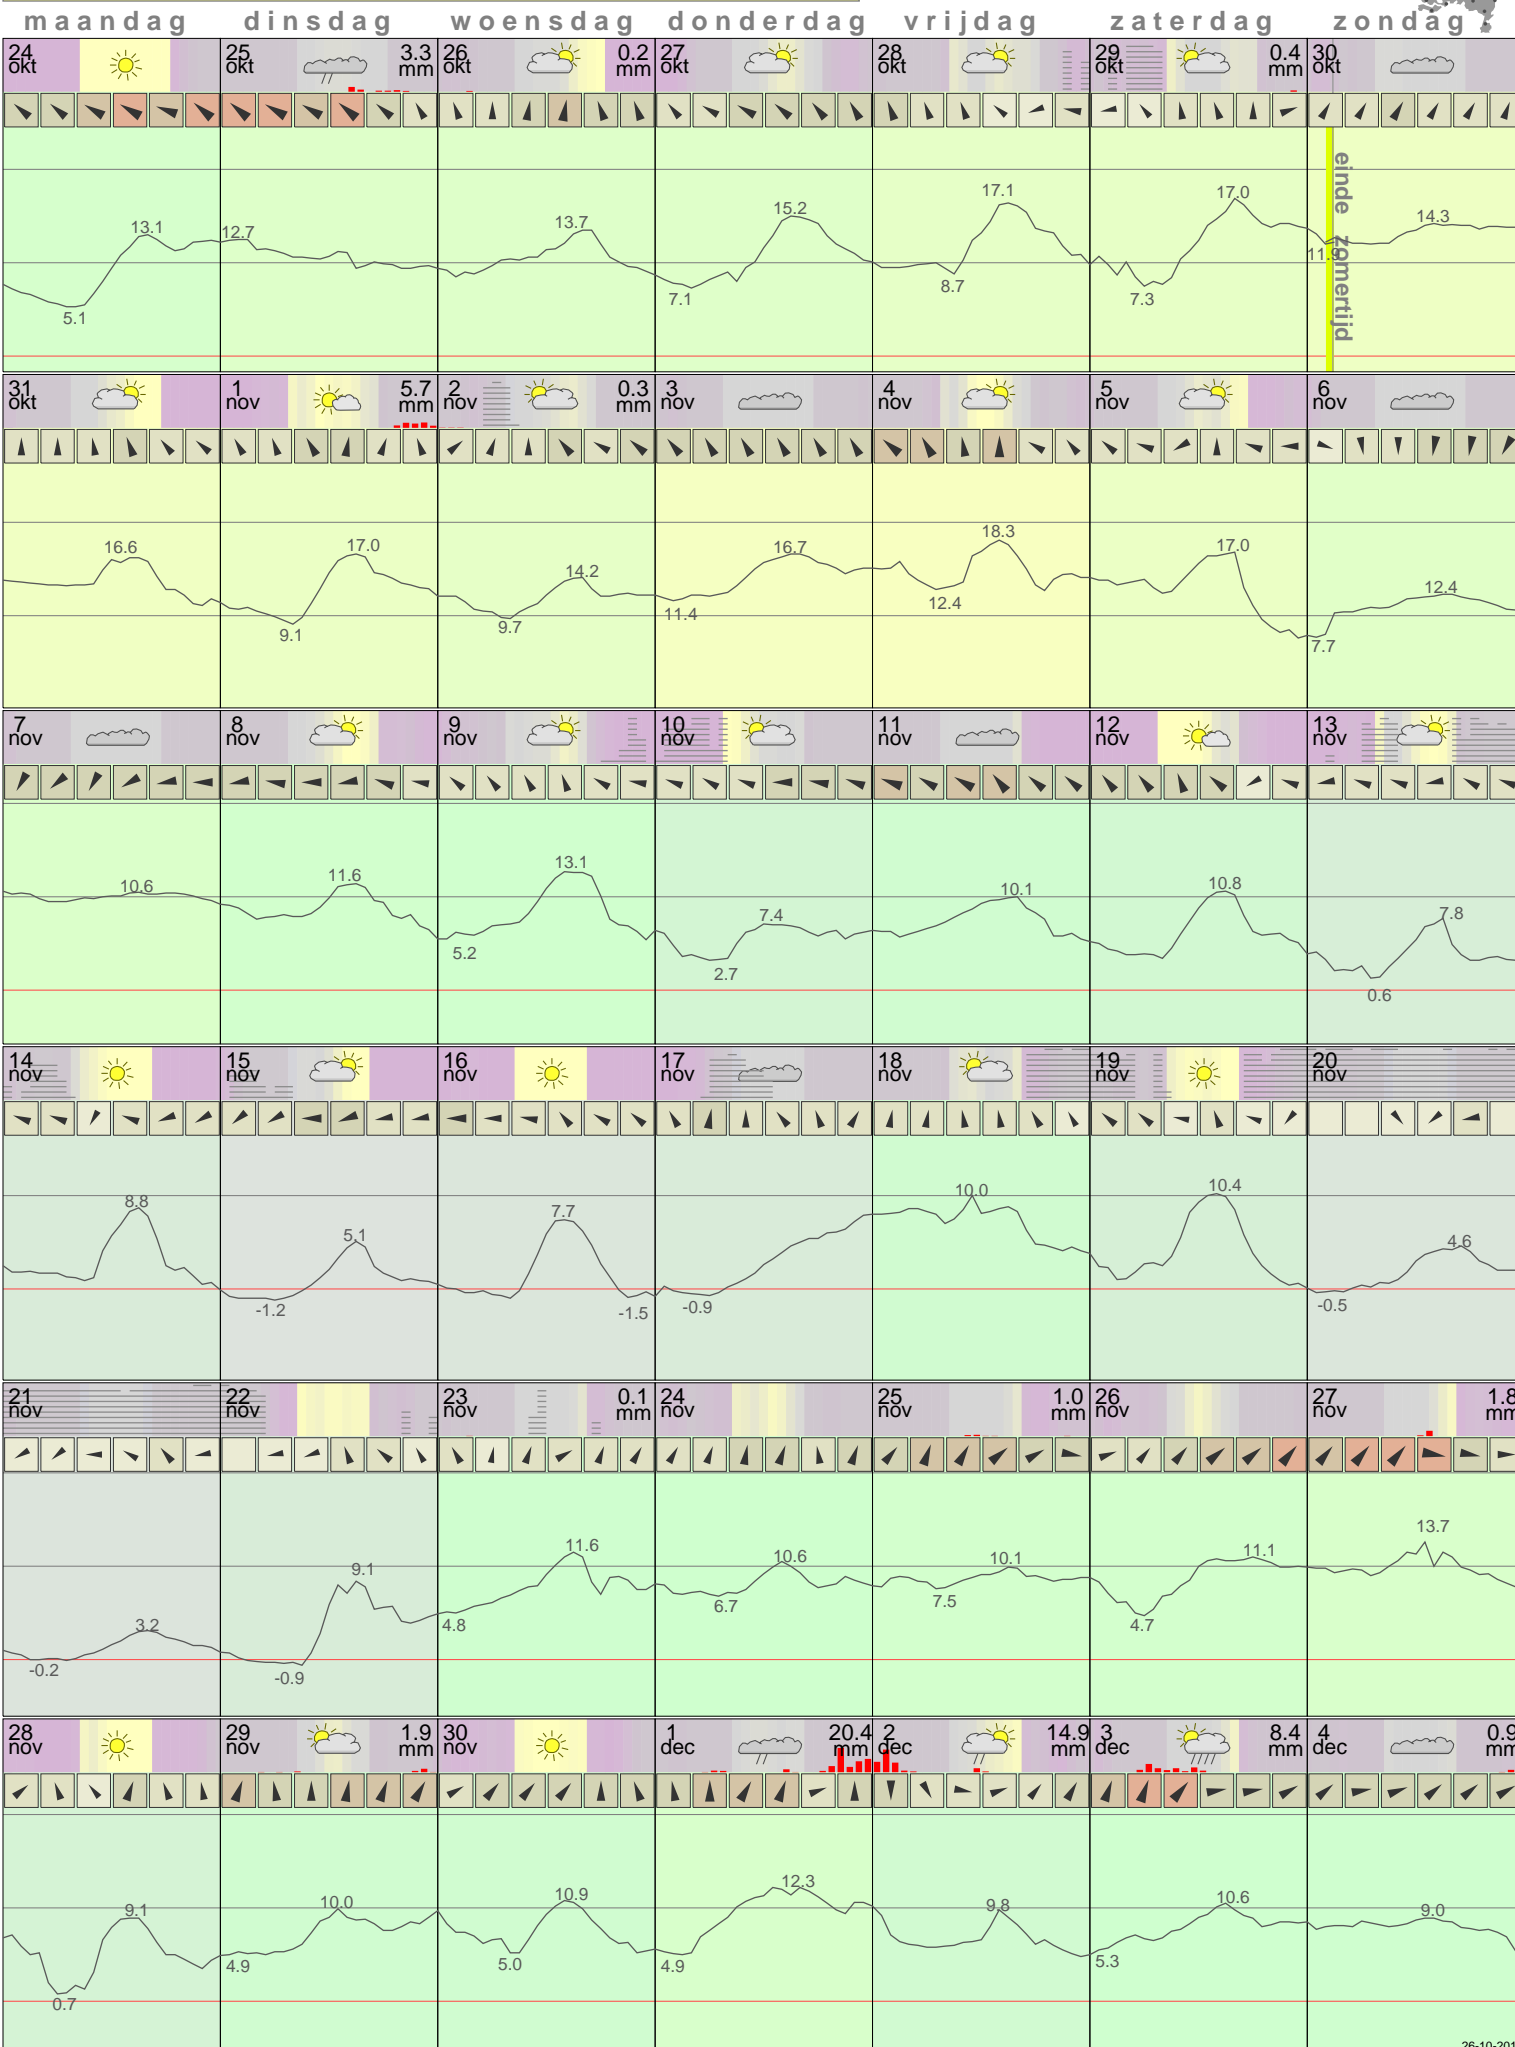 maandag dinsdag woensdag donderdag vrijdag zaterdag zondag
24 25 3.3 26 0.2 27 28 29 0.4 30
okt okt mm okt mm okt okt okt mm okt
einde zomertijd
13.1 12.7 13.7 15.2 17.1 17.0 14.3
5.1 7.1 8.7 7.3 11.9
31 1 5.7 2 0.3 3 4 5 6
okt nov mm nov mm nov nov nov nov
16.6 17.0 14.2 16.7 18.3 17.0 12.4
9.1 9.7 11.4 12.4 7.7
7 8 9 10 11 12 13
nov nov nov nov nov nov nov
10.6 11.6 13.1 7.4 10.1 10.8 7.8
5.2 2.7 0.6
14 15 16 17 18 19 20
nov nov nov nov nov nov nov
8.8 5.1 7.7 10.0 10.4 4.6
-1.2 -1.5 -0.9 -0.5
21 22 23 0.1 24 25 1.0 26 27 1.8
nov nov nov mm nov nov mm nov nov mm
3.2 9.1 11.6 10.6 10.1 11.1 13.7
-0.2 -0.9 4.8 6.7 7.5 4.7
28 29 1.9 30 1 20.4 2 14.9 3 8.4 4 0.9
nov nov mm nov dec mm dec mm dec mm dec mm
9.1 10.0 10.9 12.3 9.8 10.6 9.0
0.7 4.9 5.0 4.9 5.3